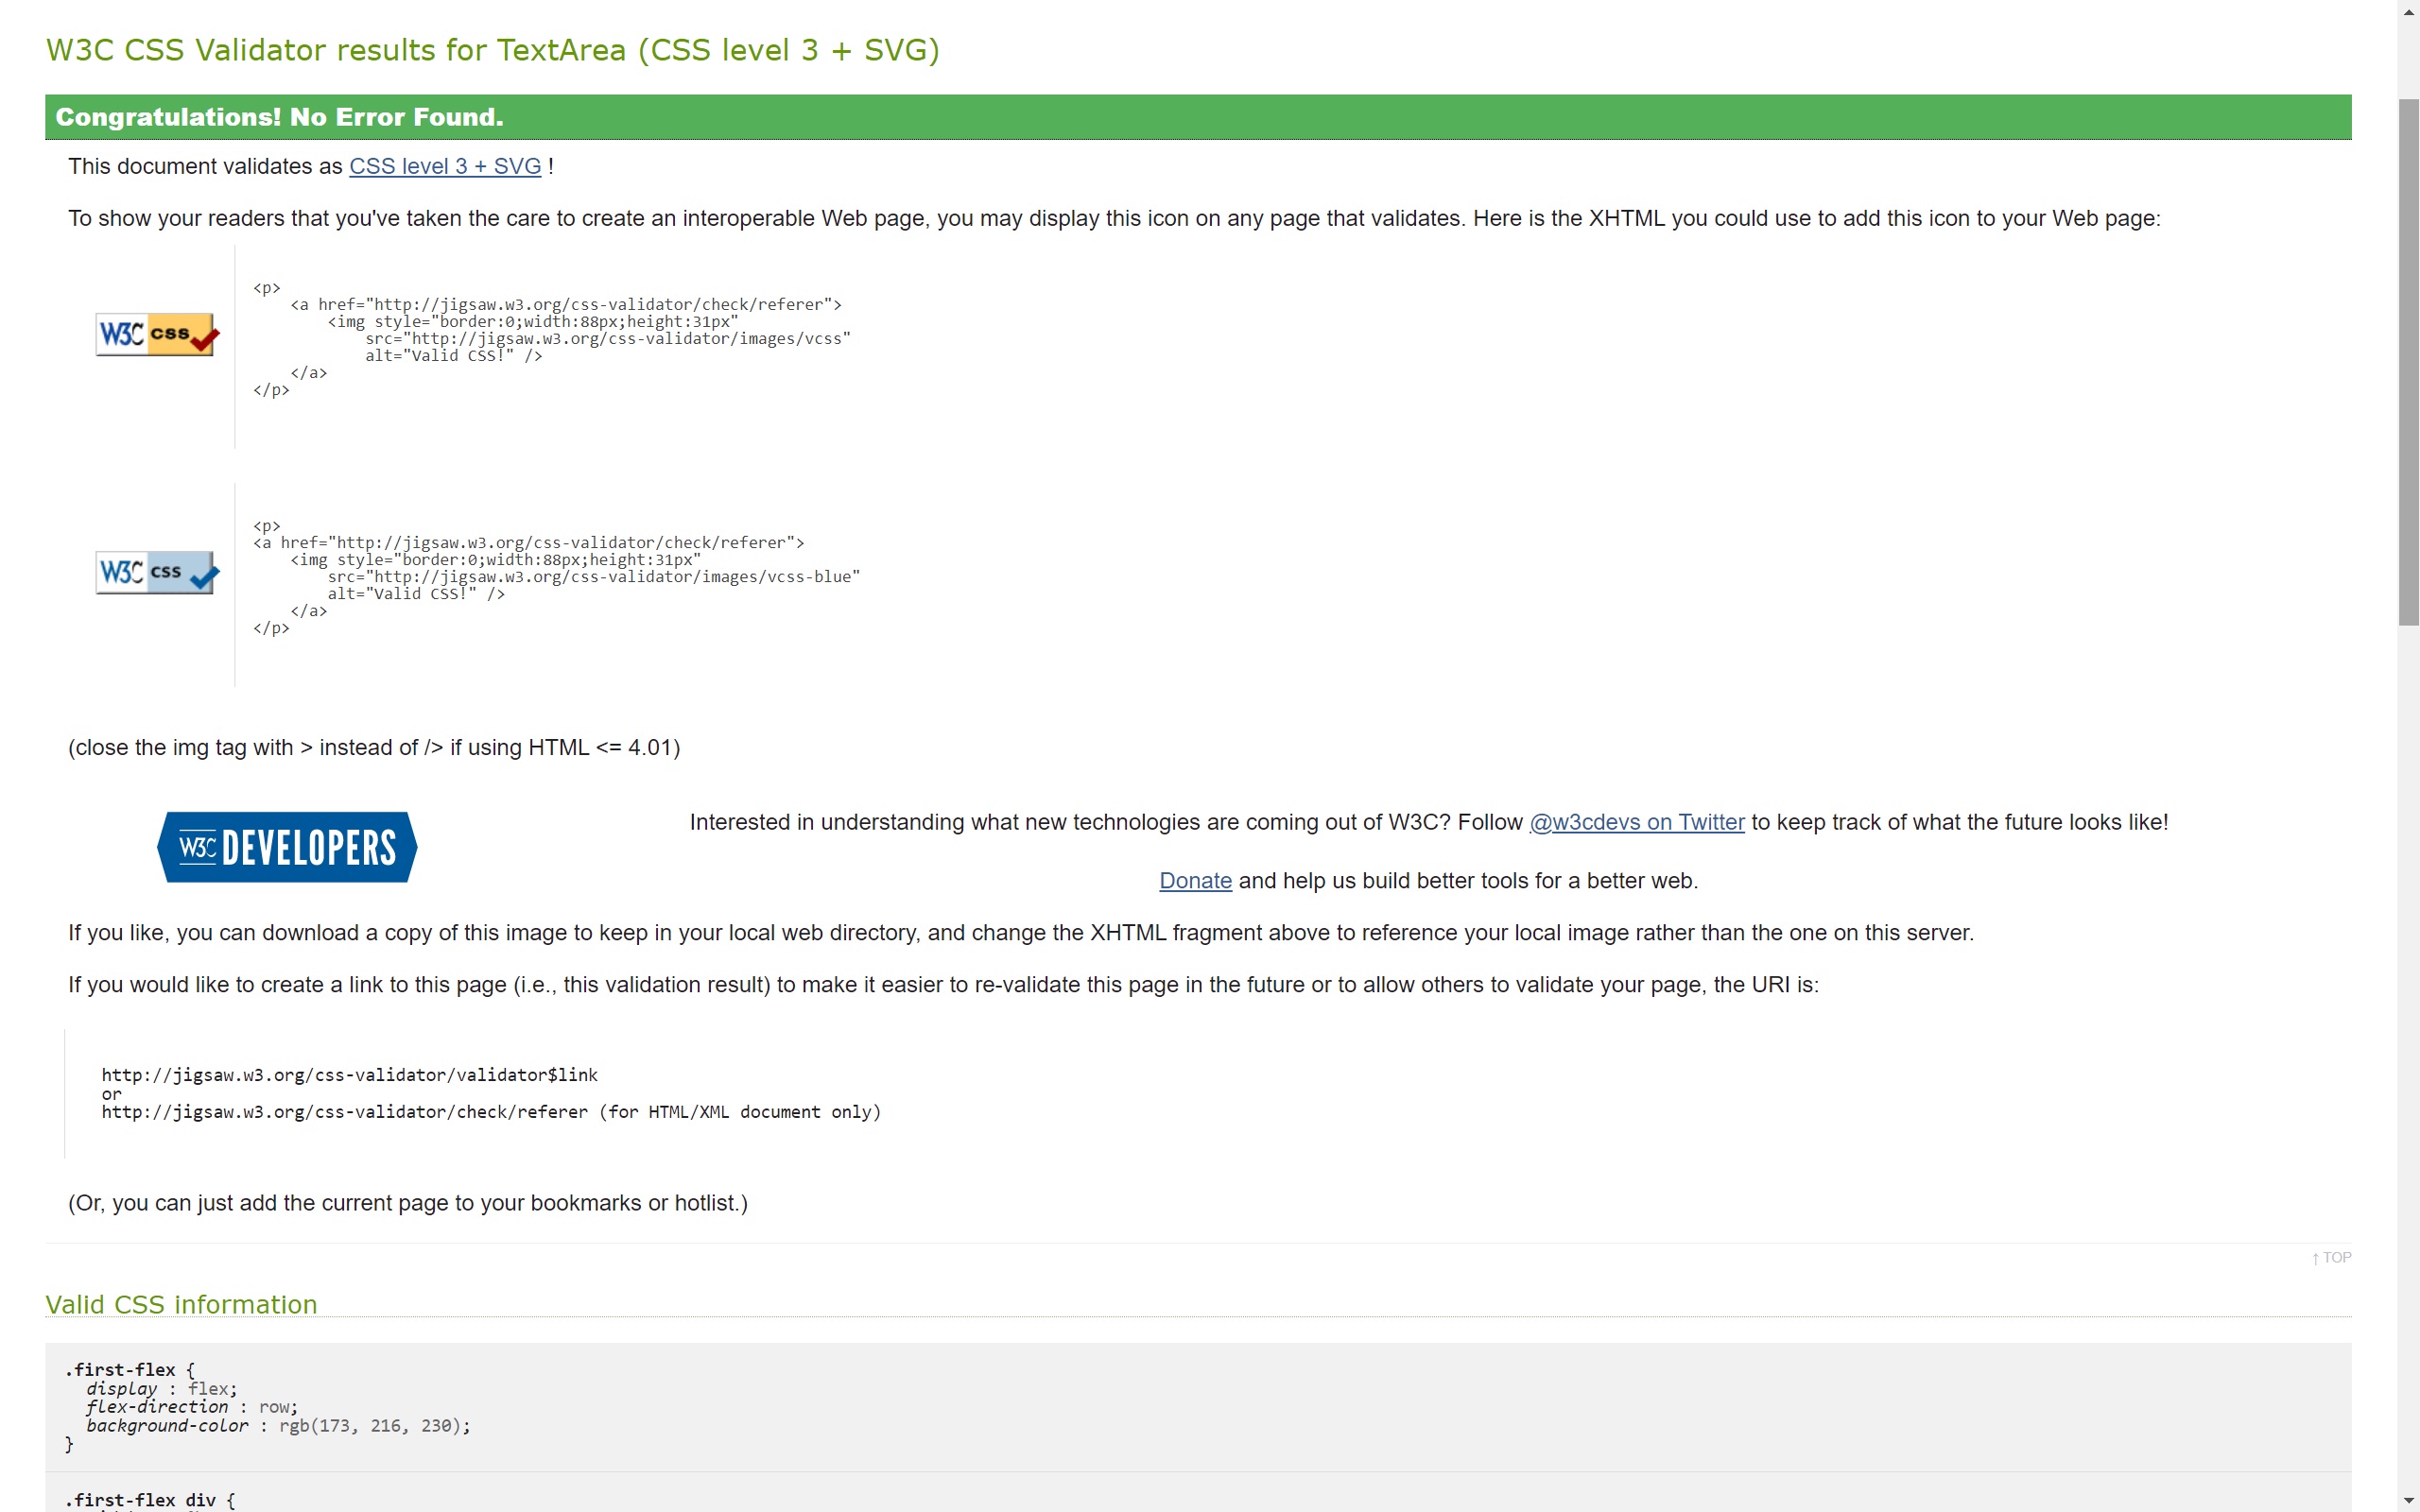 W3C CSS Validator results for TextArea (CSS level 3 + SVG)
Congratulations! No Error Found.
This document validates as CSS level 3 + SVG !
To show your readers that you've taken the care to create an interoperable Web page, you may display this icon on any page that validates. Here is the XHTML you could use to add this icon to your Web page:
W3C css
<p>
    <a href="http://jigsaw.w3.org/css-validator/check/referer">
        <img style="border:0;width:88px;height:31px"
            src="http://jigsaw.w3.org/css-validator/images/vcss"
            alt="Valid CSS!" />
    </a>
</p>
W3C css
<p>
<a href="http://jigsaw.w3.org/css-validator/check/referer">
    <img style="border:0;width:88px;height:31px"
        src="http://jigsaw.w3.org/css-validator/images/vcss-blue"
        alt="Valid CSS!" />
    </a>
</p>
(close the img tag with > instead of /> if using HTML <= 4.01)
W3C DEVELOPERS
Interested in understanding what new technologies are coming out of W3C? Follow @w3cdevs on Twitter to keep track of what the future looks like!
Donate and help us build better tools for a better web.
If you like, you can download a copy of this image to keep in your local web directory, and change the XHTML fragment above to reference your local image rather than the one on this server.
If you would like to create a link to this page (i.e., this validation result) to make it easier to re-validate this page in the future or to allow others to validate your page, the URI is:
http://jigsaw.w3.org/css-validator/validator$link
or
http://jigsaw.w3.org/css-validator/check/referer (for HTML/XML document only)
(Or, you can just add the current page to your bookmarks or hotlist.)
↑ TOP
Valid CSS information
.first-flex {
  display : flex;
  flex-direction : row;
  background-color : rgb(173, 216, 230);
}
.first-flex div {